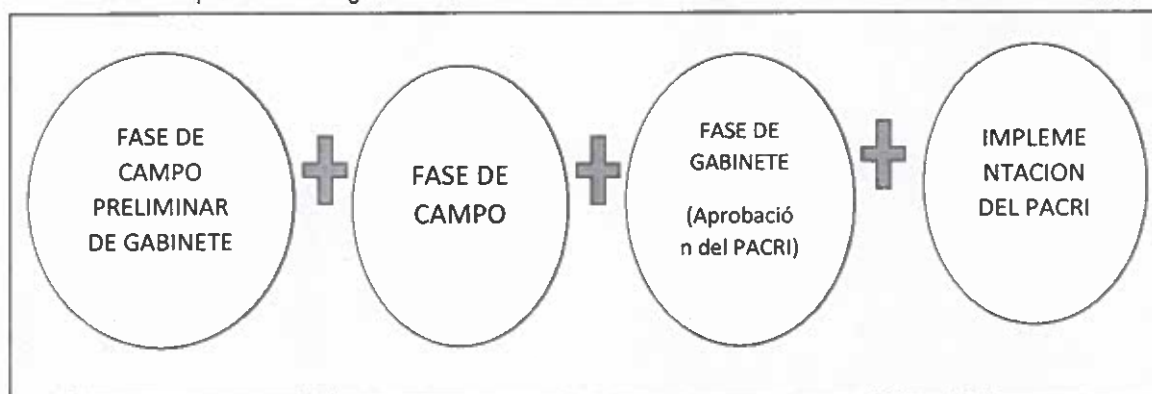 FASE DE
CAMPO
PRELIMINAR
DE GABINETE
FASE DE
CAMPO
FASE DE
GABINETE
(Aprobació
n del PACRI)
IMPLEME
NTACION
DEL PACRI